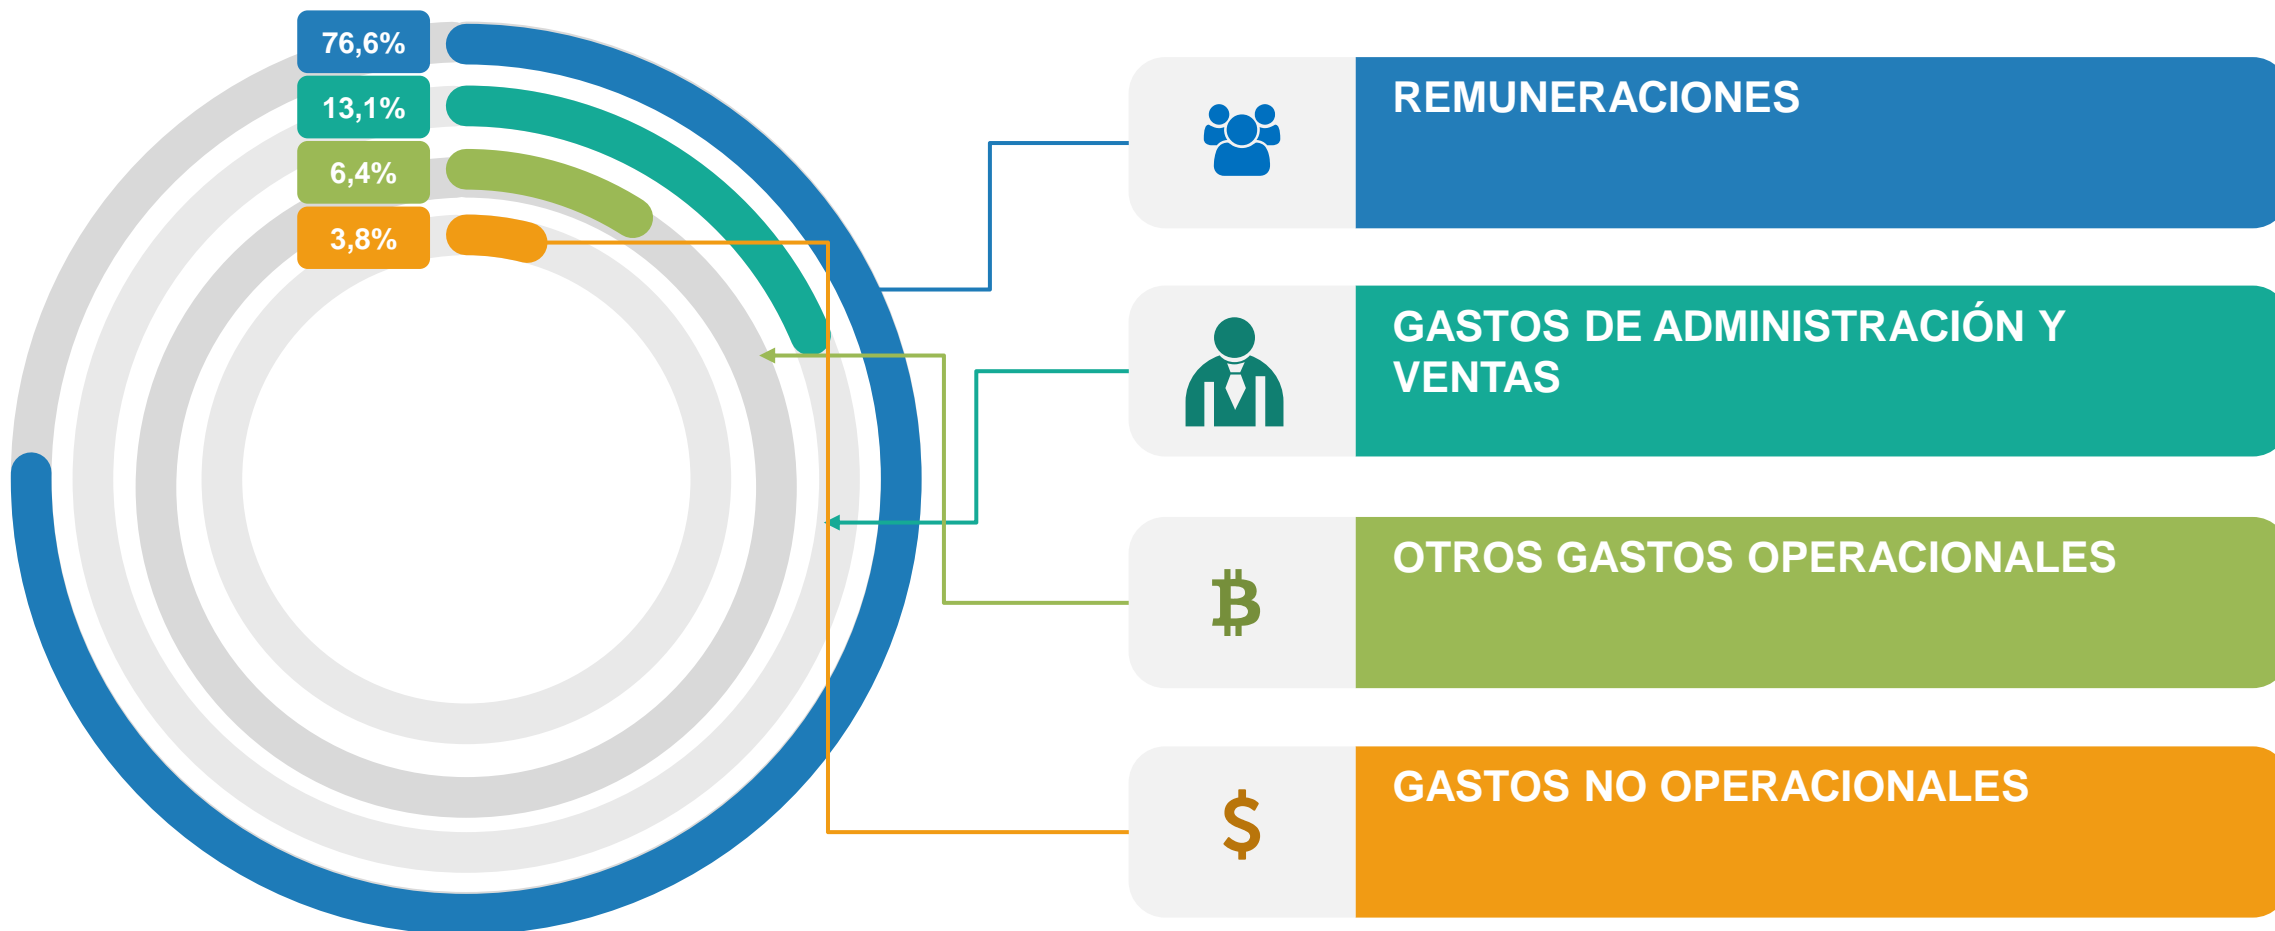 76,6%
13,1%
6,4%
3,8%
REMUNERACIONES
GASTOS DE ADMINISTRACIÓN Y
VENTAS
OTROS GASTOS OPERACIONALES
GASTOS NO OPERACIONALES